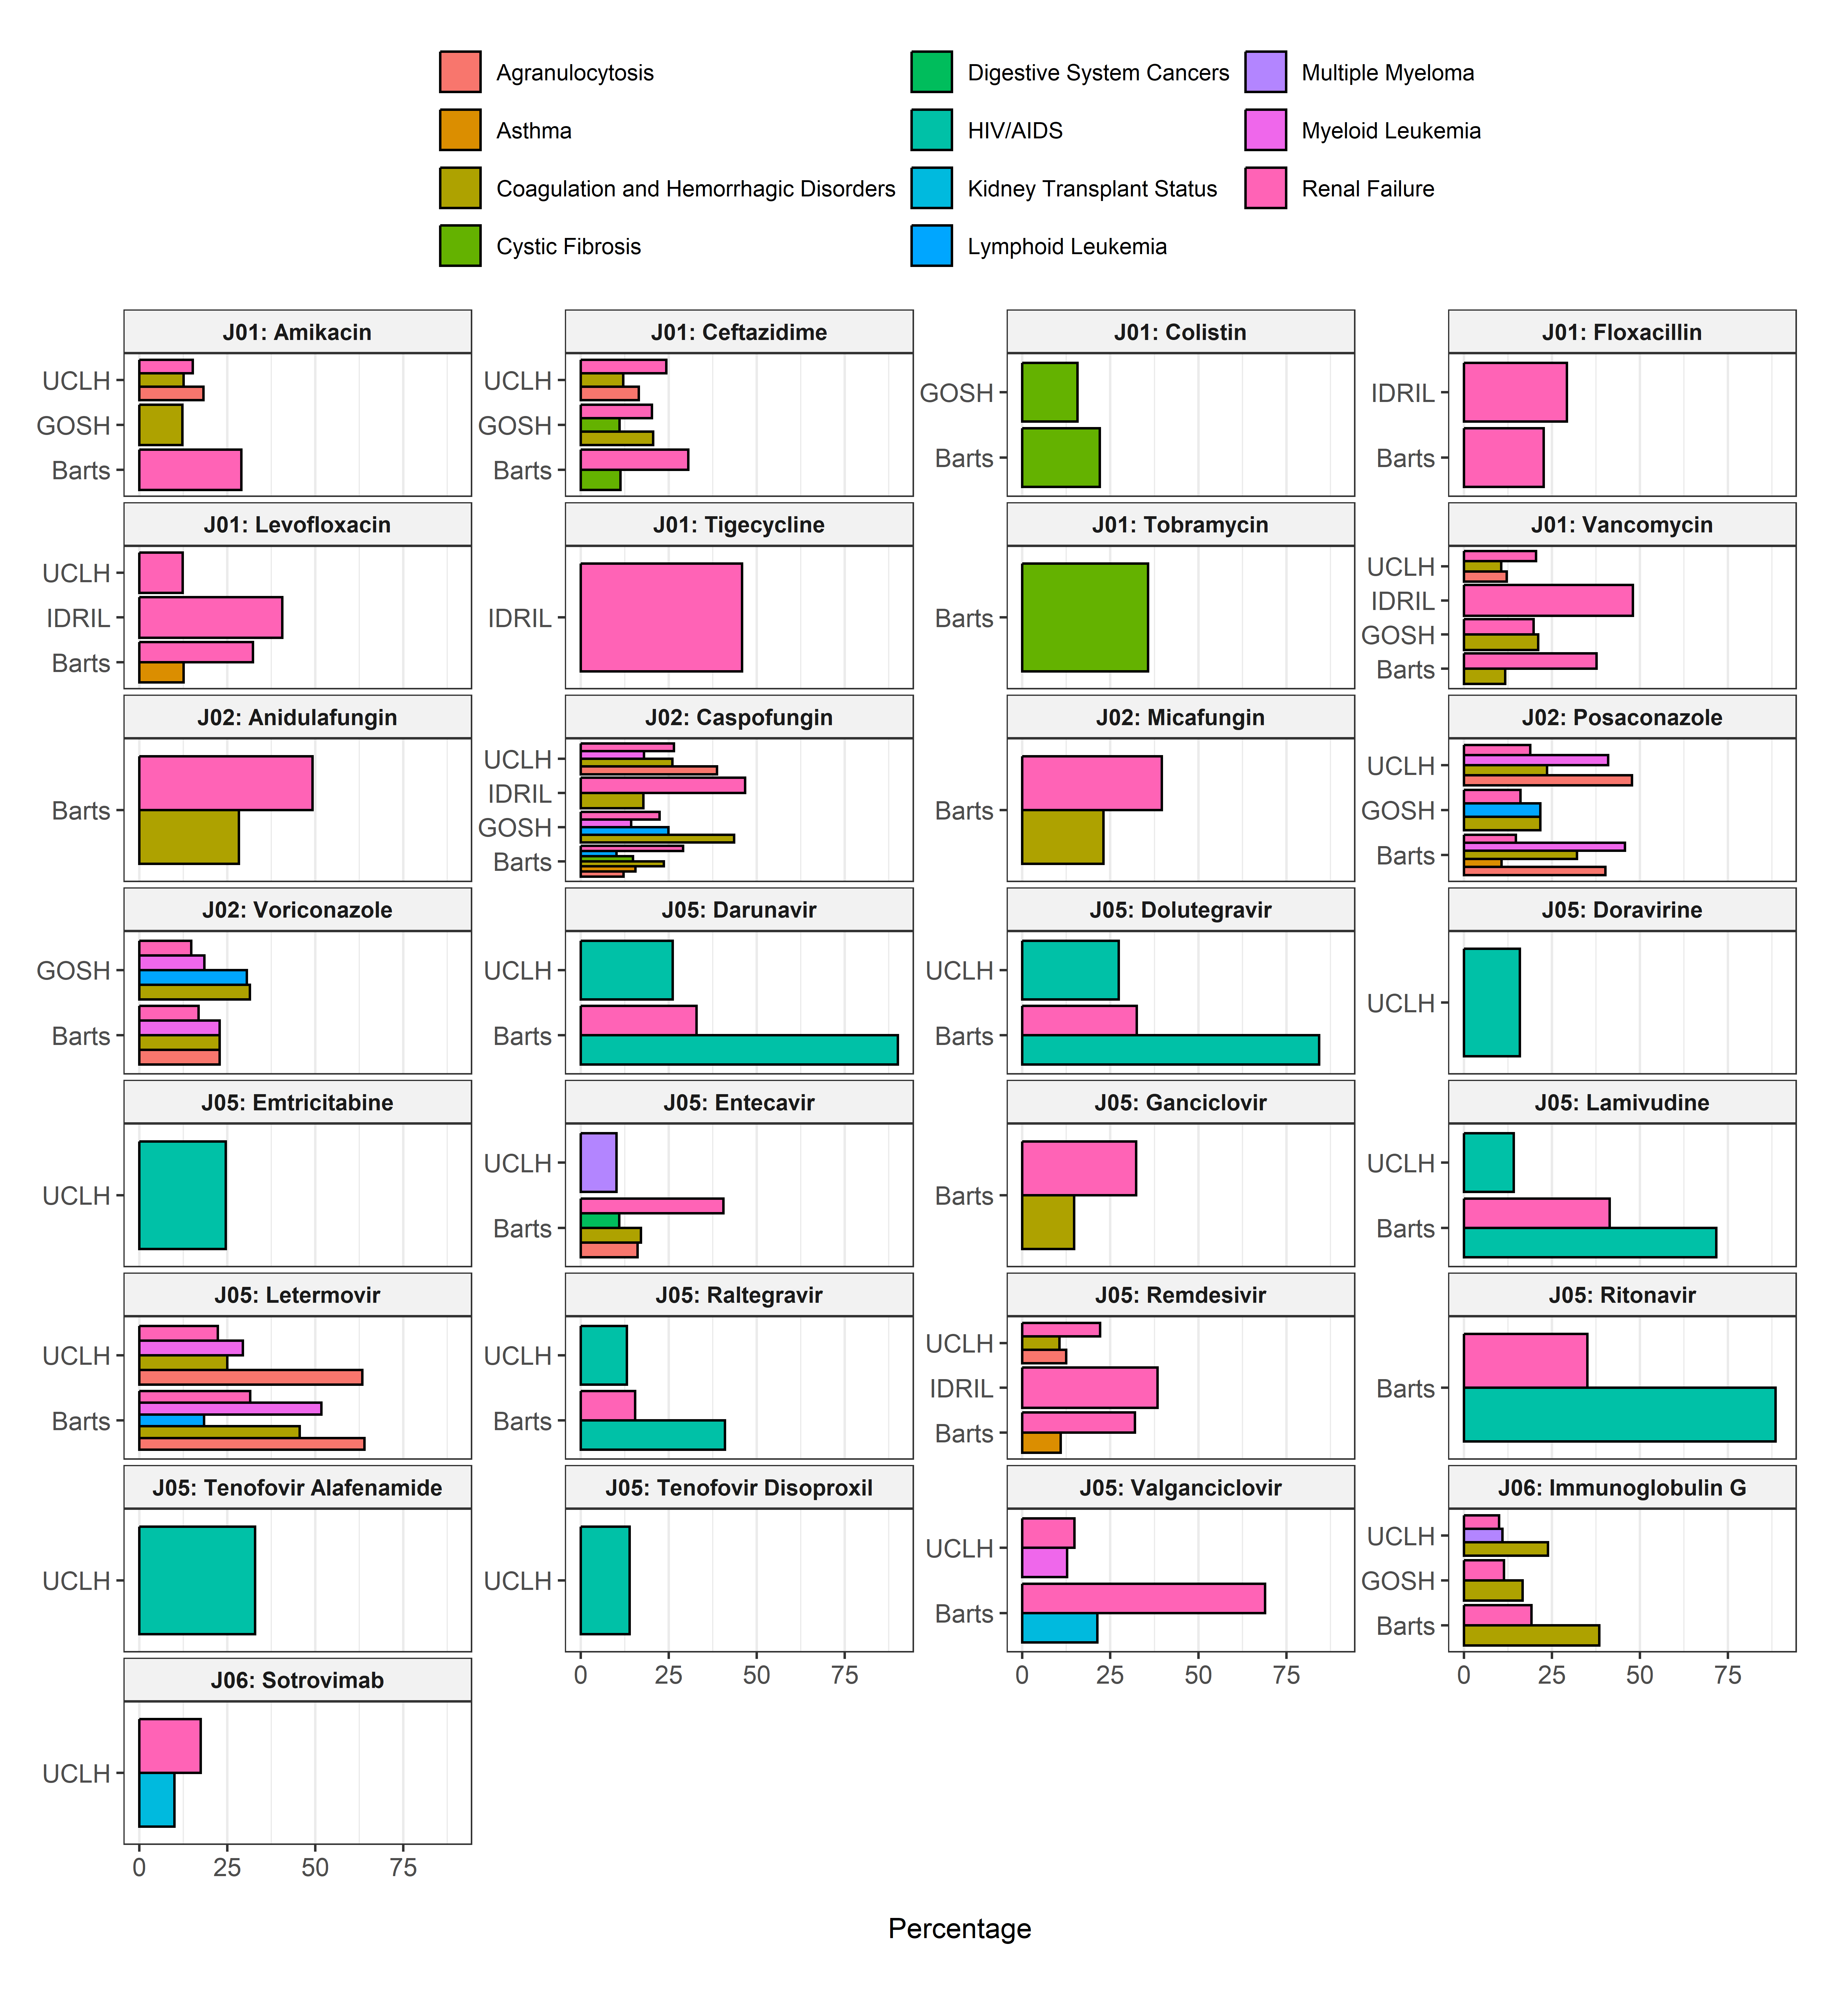 Agranulocytosis
Digestive System Cancers
Multiple Myeloma
Asthma
HIV/AIDS
Myeloid Leukemia
Coagulation and Hemorrhagic Disorders
Kidney Transplant Status
Renal Failure
Cystic Fibrosis
Lymphoid Leukemia
J01: Amikacin
UCLH
GOSH
Barts
J01: Ceftazidime
UCLH
GOSH
Barts
J01: Colistin
GOSH
Barts
J01: Floxacillin
IDRIL
Barts
J01: Levofloxacin
UCLH
IDRIL
Barts
J01: Tigecycline
IDRIL
J01: Tobramycin
Barts
J01: Vancomycin
UCLH
IDRIL
GOSH
Barts
J02: Anidulafungin
Barts
J02: Caspofungin
UCLH
IDRIL
GOSH
Barts
J02: Micafungin
Barts
J02: Posaconazole
UCLH
GOSH
Barts
J02: Voriconazole
GOSH
Barts
J05: Darunavir
UCLH
Barts
J05: Dolutegravir
UCLH
Barts
J05: Doravirine
UCLH
J05: Emtricitabine
UCLH
J05: Entecavir
UCLH
Barts
J05: Ganciclovir
Barts
J05: Lamivudine
UCLH
Barts
J05: Letermovir
UCLH
Barts
J05: Raltegravir
UCLH
Barts
J05: Remdesivir
UCLH
IDRIL
Barts
J05: Ritonavir
Barts
J05: Tenofovir Alafenamide
UCLH
J05: Tenofovir Disoproxil
UCLH
0 25 50 75
J05: Valganciclovir
UCLH
Barts
0 25 50 75
J06: Immunoglobulin G
UCLH
GOSH
Barts
0 25 50 75
J06: Sotrovimab
UCLH
0 25 50 75
Percentage